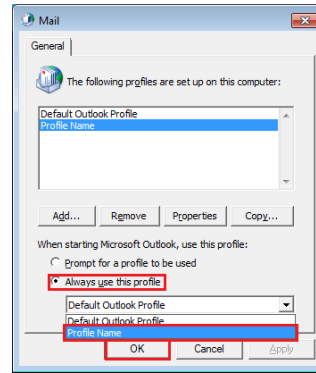 Mail
General
The following profiles are set up on this computer:
Default Outlook Profile
Profile Name
Add... Remove Properties Copy...
When starting Microsoft Outlook, use this profile:
Prompt for a profile to be used
Always use this profile
Default Outlook Profile
Default Outlook Profile
Profile Name
OK Cancel Apply